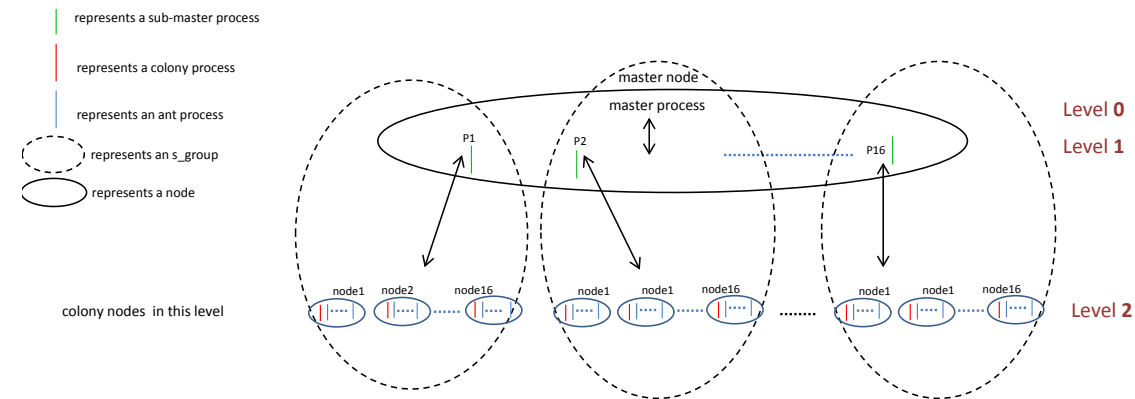 represents a sub-master process
represents a colony process
represents an ant process
represents an s_group
represents a node
master node
master process
Level 0
P1
P2
P16
Level 1
node1
node2
node16
node1
node1
node16
node1
node1
node16
colony nodes in this level
Level 2